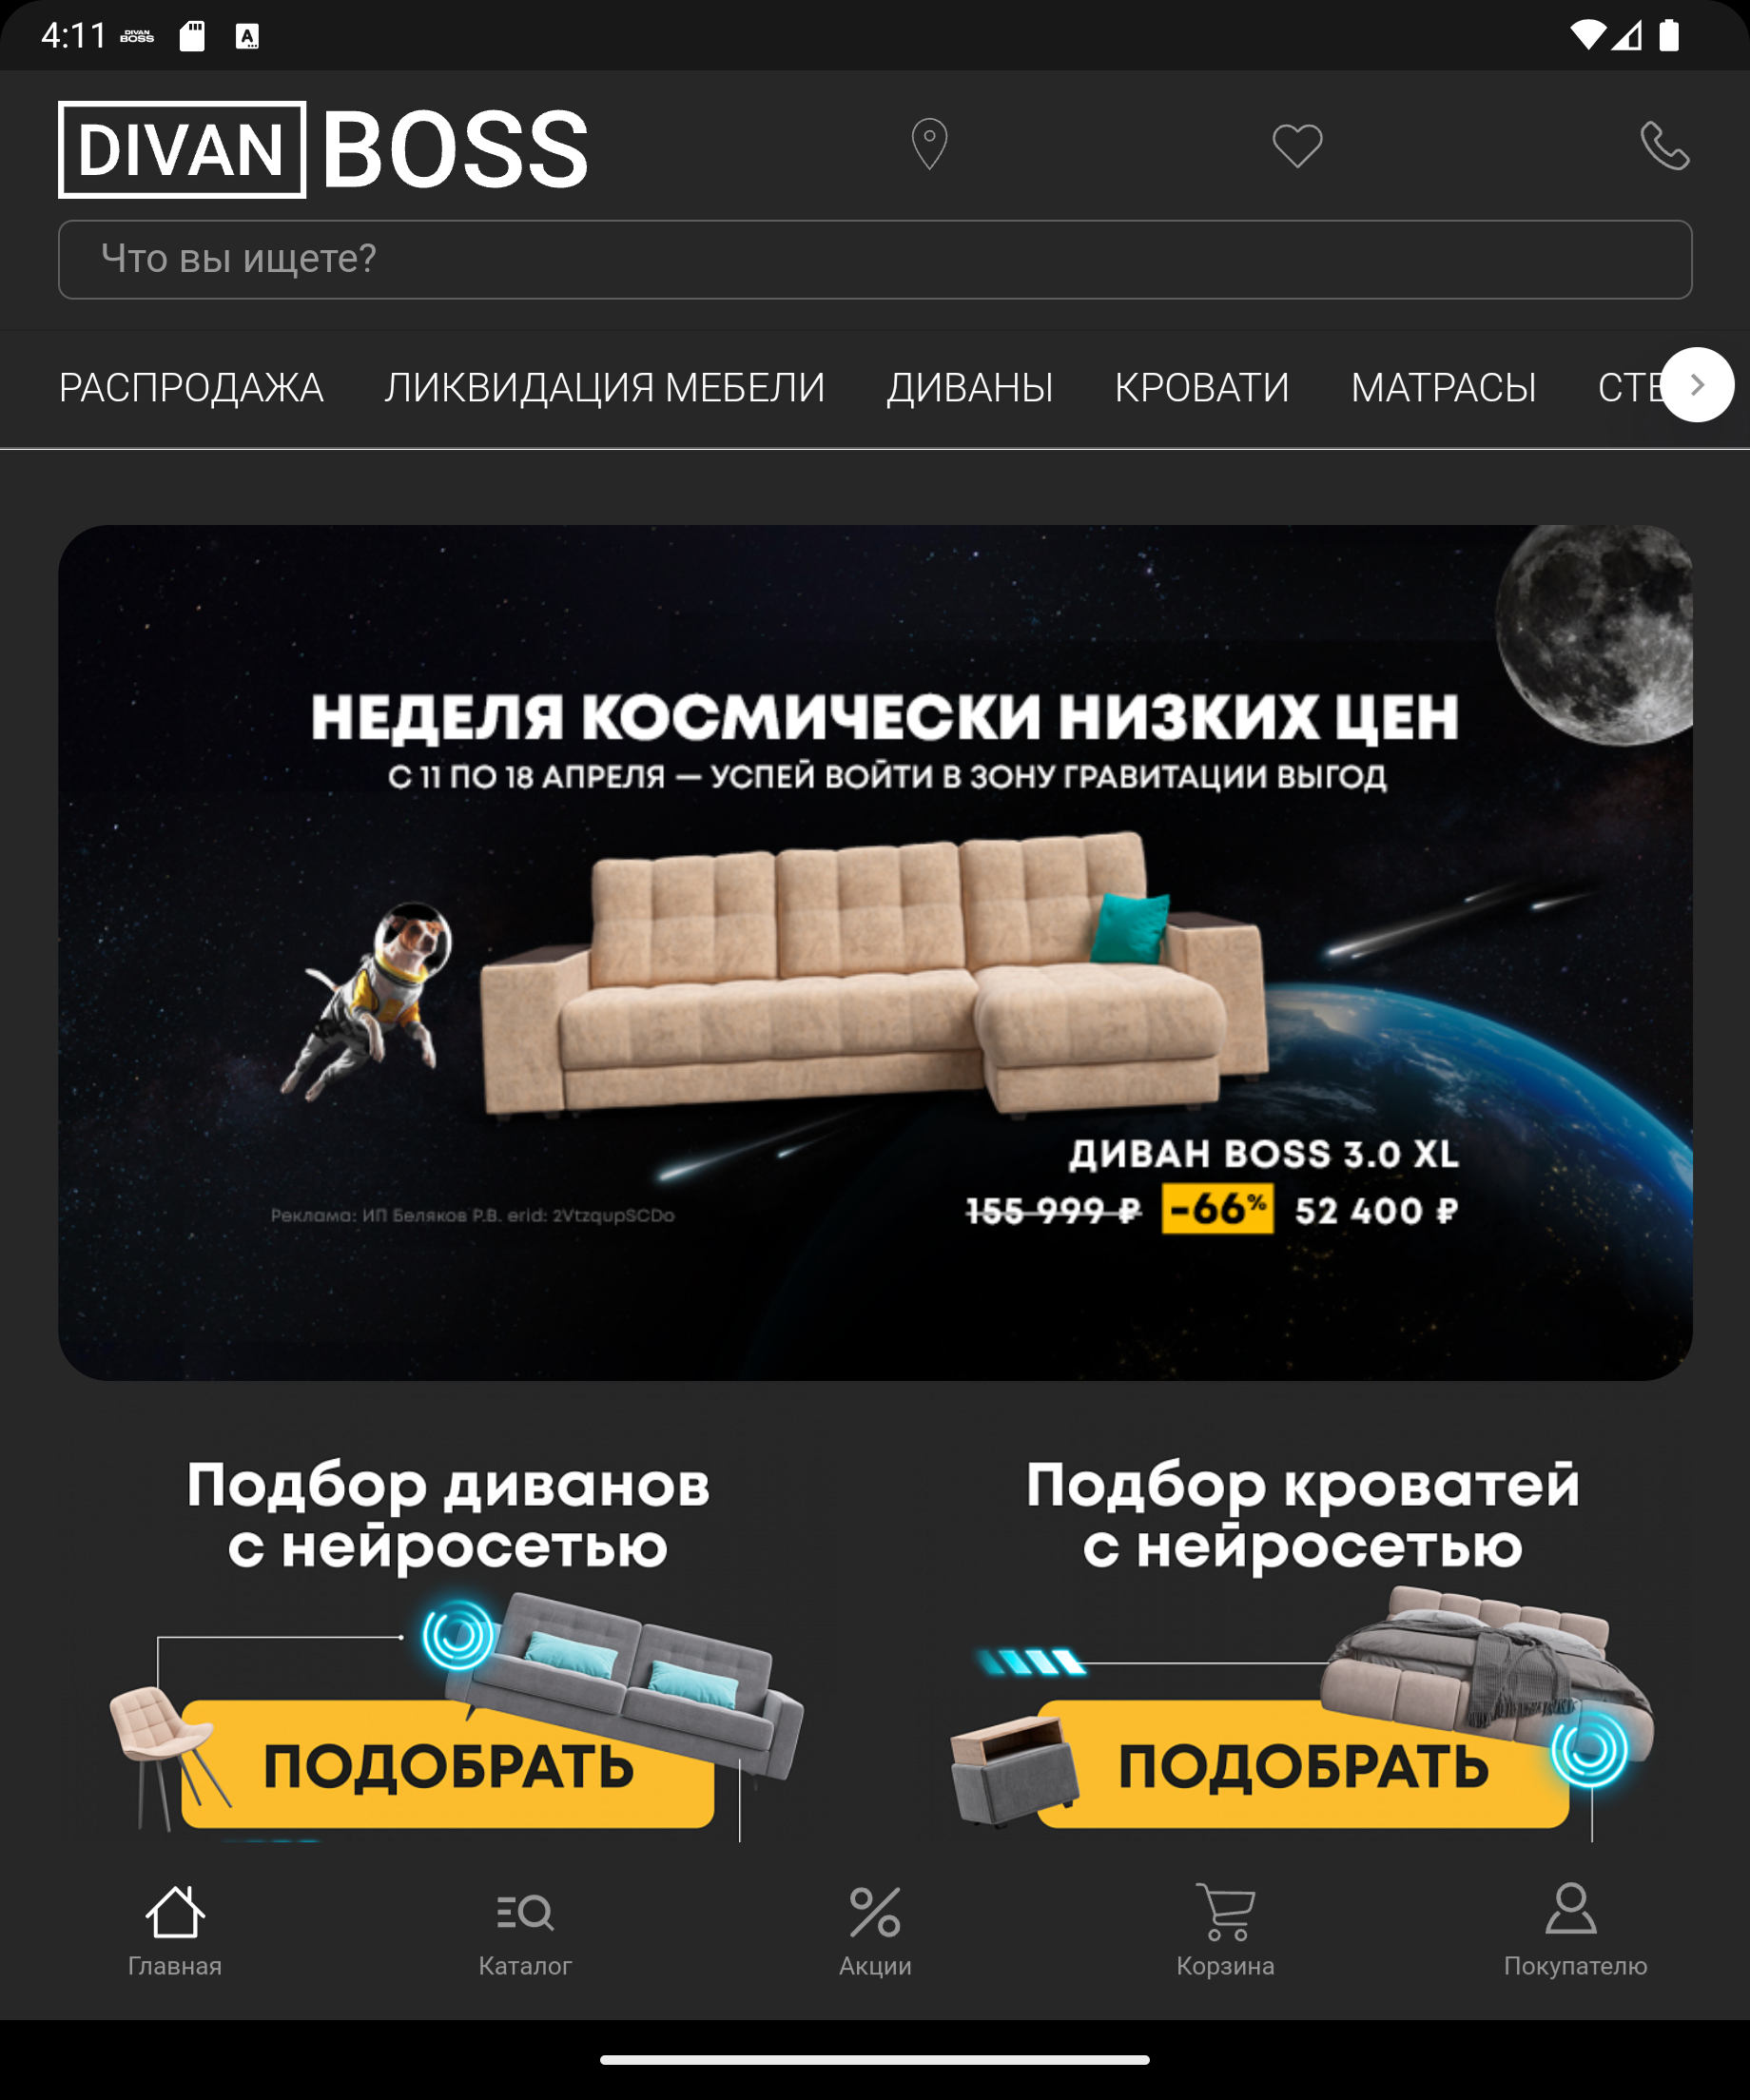 4:11 DIVAN BOSS A
DIVAN BOSS
Что вы ищете?
РАСПРОДАЖА ЛИКВИДАЦИЯ МЕБЕЛИ ДИВАНЫ КРОВАТИ МАТРАСЫ СТЕ
НЕДЕЛЯ КОСМИЧЕСКИ НИЗКИХ ЦЕН
С 11 ПО 18 АПРЕЛЯ — УСПЕЙ ВОЙТИ В ЗОНУ ГРАВИТАЦИИ ВЫГОД
ДИВАН BOSS 3.0 XL
155 999 ₽ -66% 52 400 ₽
Реклама: ИП Беляков Р.В. erid: 2VtzqupSCDo
Подбор диванов
с нейросетью
ПОДОБРАТЬ
Подбор кроватей
с нейросетью
ПОДОБРАТЬ
Главная Каталог Акции Корзина Покупателю